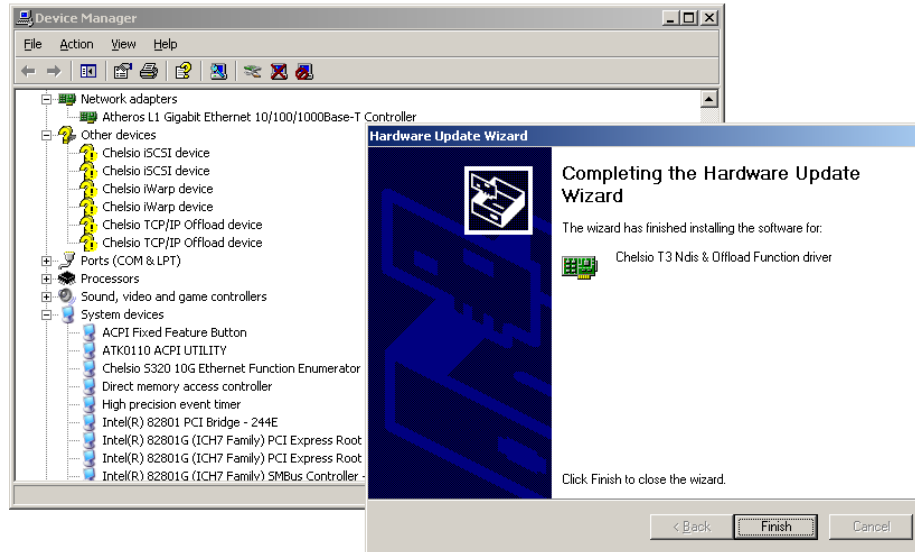 Device Manager
File Action View Help
Network adapters
Atheros L1 Gigabit Ethernet 10/100/1000Base-T Controller
Other devices
Chelsio iSCSI device
Chelsio iSCSI device
Chelsio iWarp device
Chelsio iWarp device
Chelsio TCP/IP Offload device
Chelsio TCP/IP Offload device
Ports (COM & LPT)
Processors
Sound, video and game controllers
System devices
ACPI Fixed Feature Button
ATK0110 ACPI UTILITY
Chelsio S320 10G Ethernet Function Enumerator
Direct memory access controller
High precision event timer
Intel(R) 82801 PCI Bridge - 244E
Intel(R) 82801G (ICH7 Family) PCI Express Root
Intel(R) 82801G (ICH7 Family) PCI Express Root
Intel(R) 82801G (ICH7 Family) SMBus Controller -
Hardware Update Wizard
Completing the Hardware Update
Wizard
The wizard has finished installing the software for:
Chelsio T3 Ndis & Offload Function driver
Click Finish to close the wizard.
< Back Finish Cancel